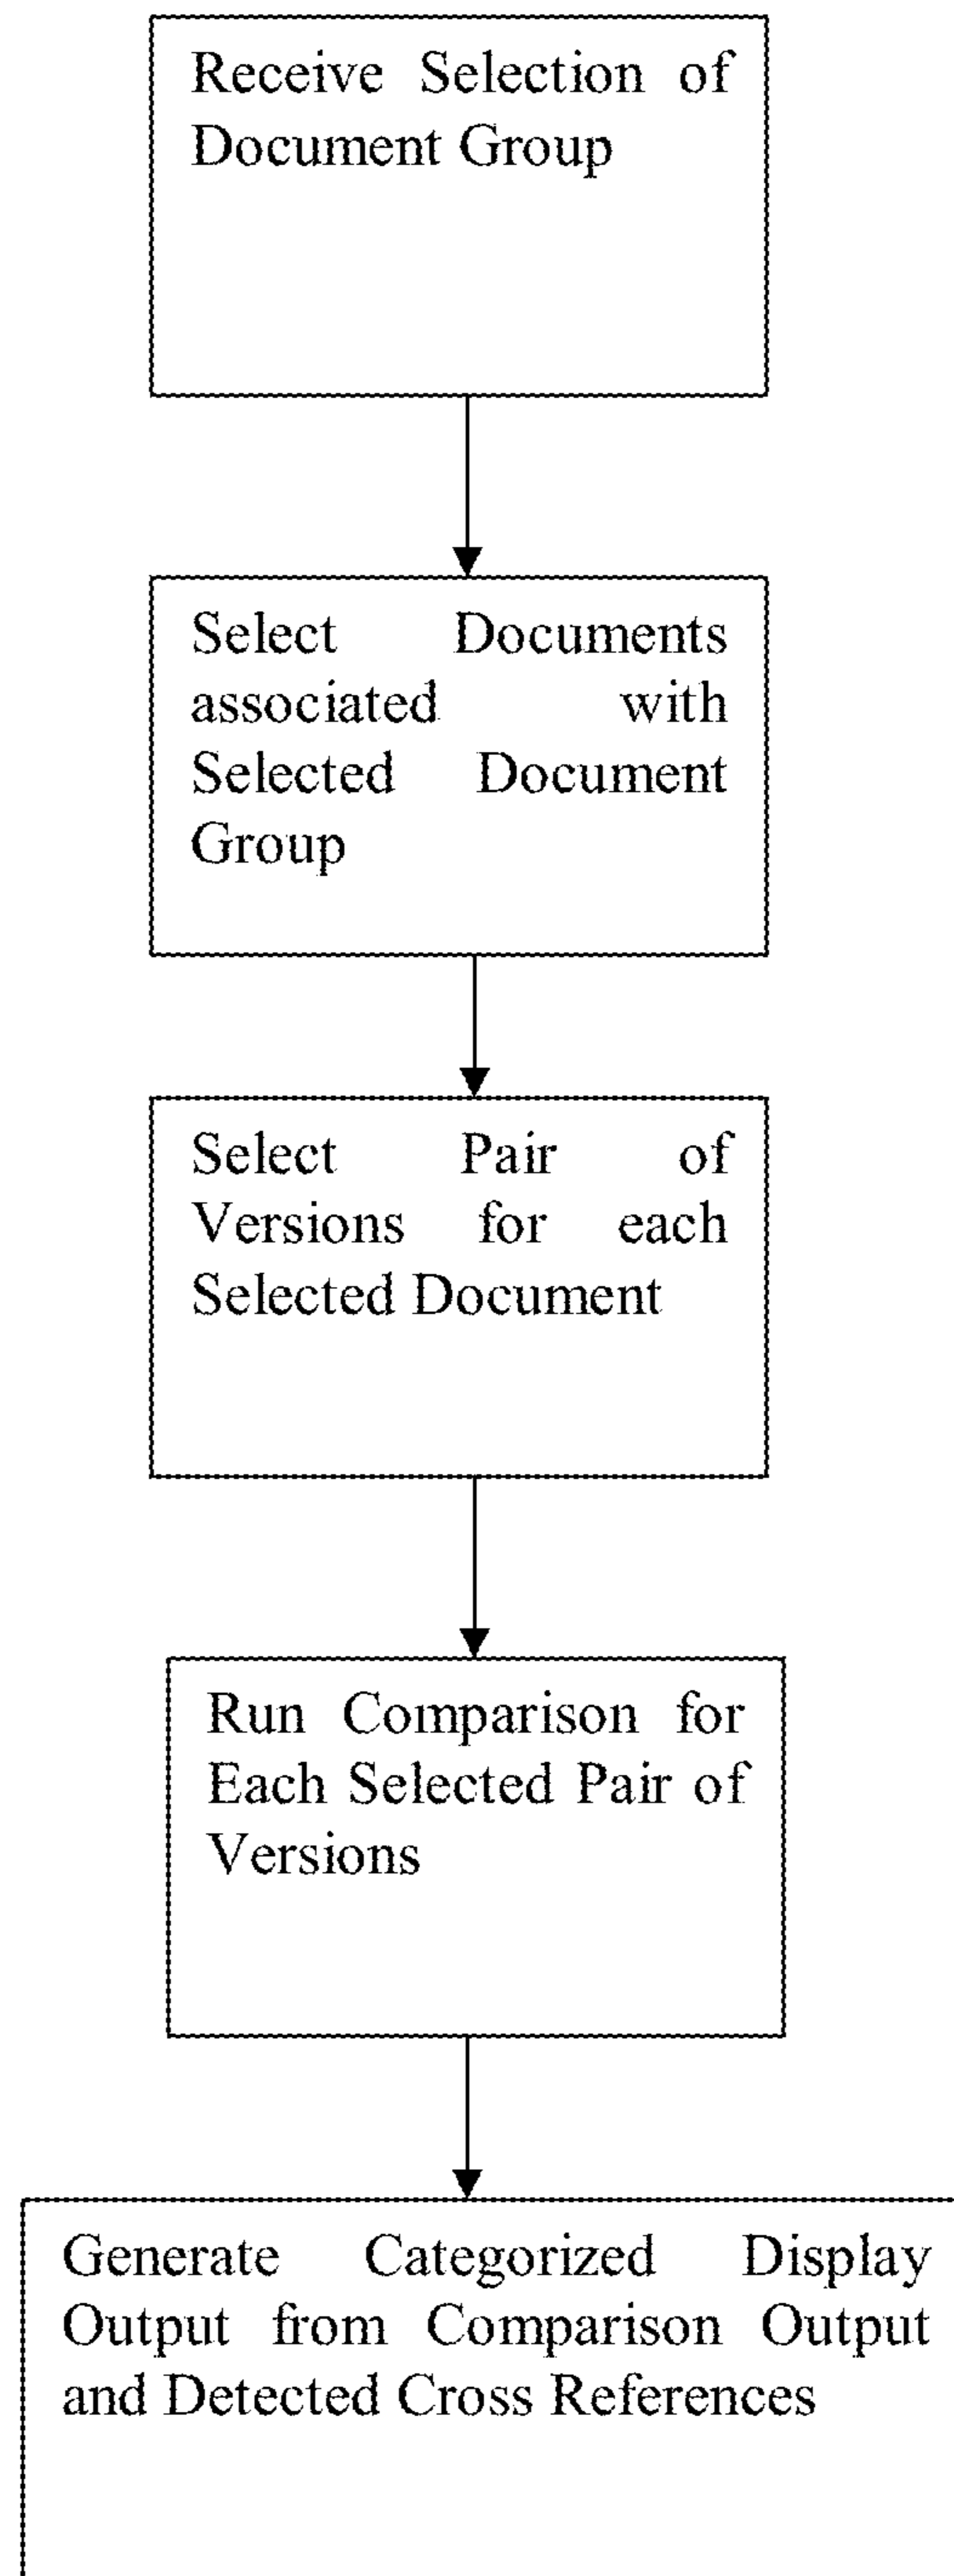 Receive Selection of
Document Group
Select Documents
associated with
Selected Document
Group
Select Pair of
Versions for each
Selected Document
Run Comparison for
Each Selected Pair of
Versions
Generate Categorized Display
Output from Comparison Output
and Detected Cross References